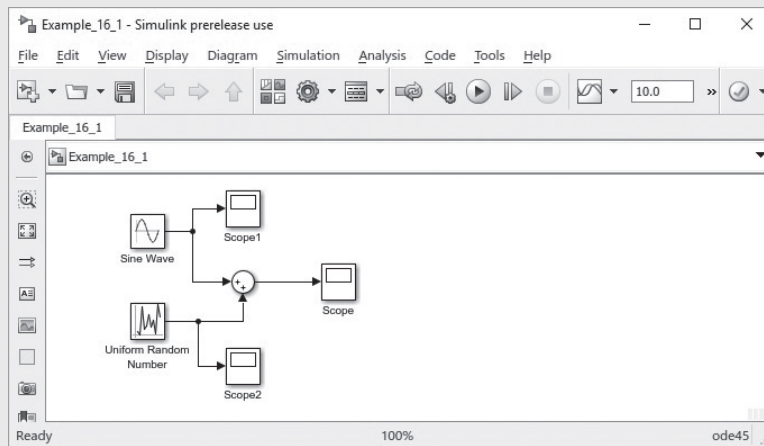 Example_16_1 - Simulink prerelease use
File Edit View Display Diagram Simulation Analysis Code Tools Help
10.0 »
Example_16_1
Example_16_1
Scope1
Sine Wave
+
+
Scope
Uniform Random
Number
Scope2
Ready 100% ode45